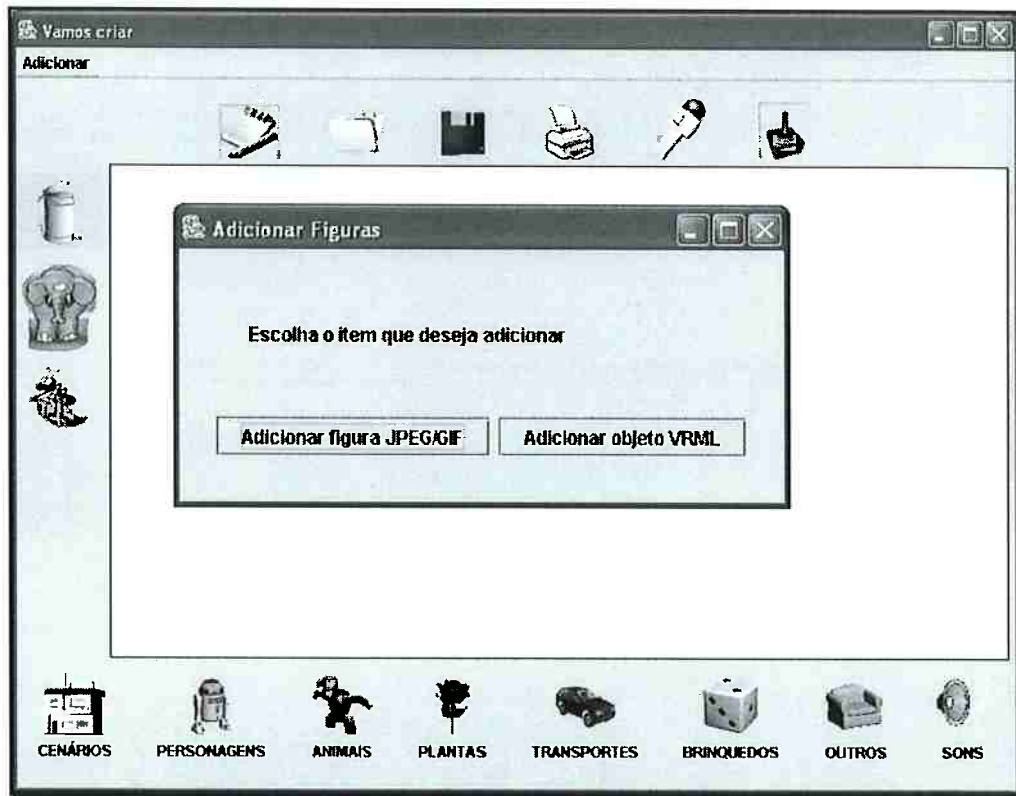 Vamos criar
Adicionar
Adicionar Figuras
Escolha o item que deseja adicionar
Adicionar figura JPEG/GIF
Adicionar objeto VRML
CENÁRIOS
PERSONAGENS
ANIMAIS
PLANTAS
TRANSPORTES
BRINQUEDOS
OUTROS
SONS